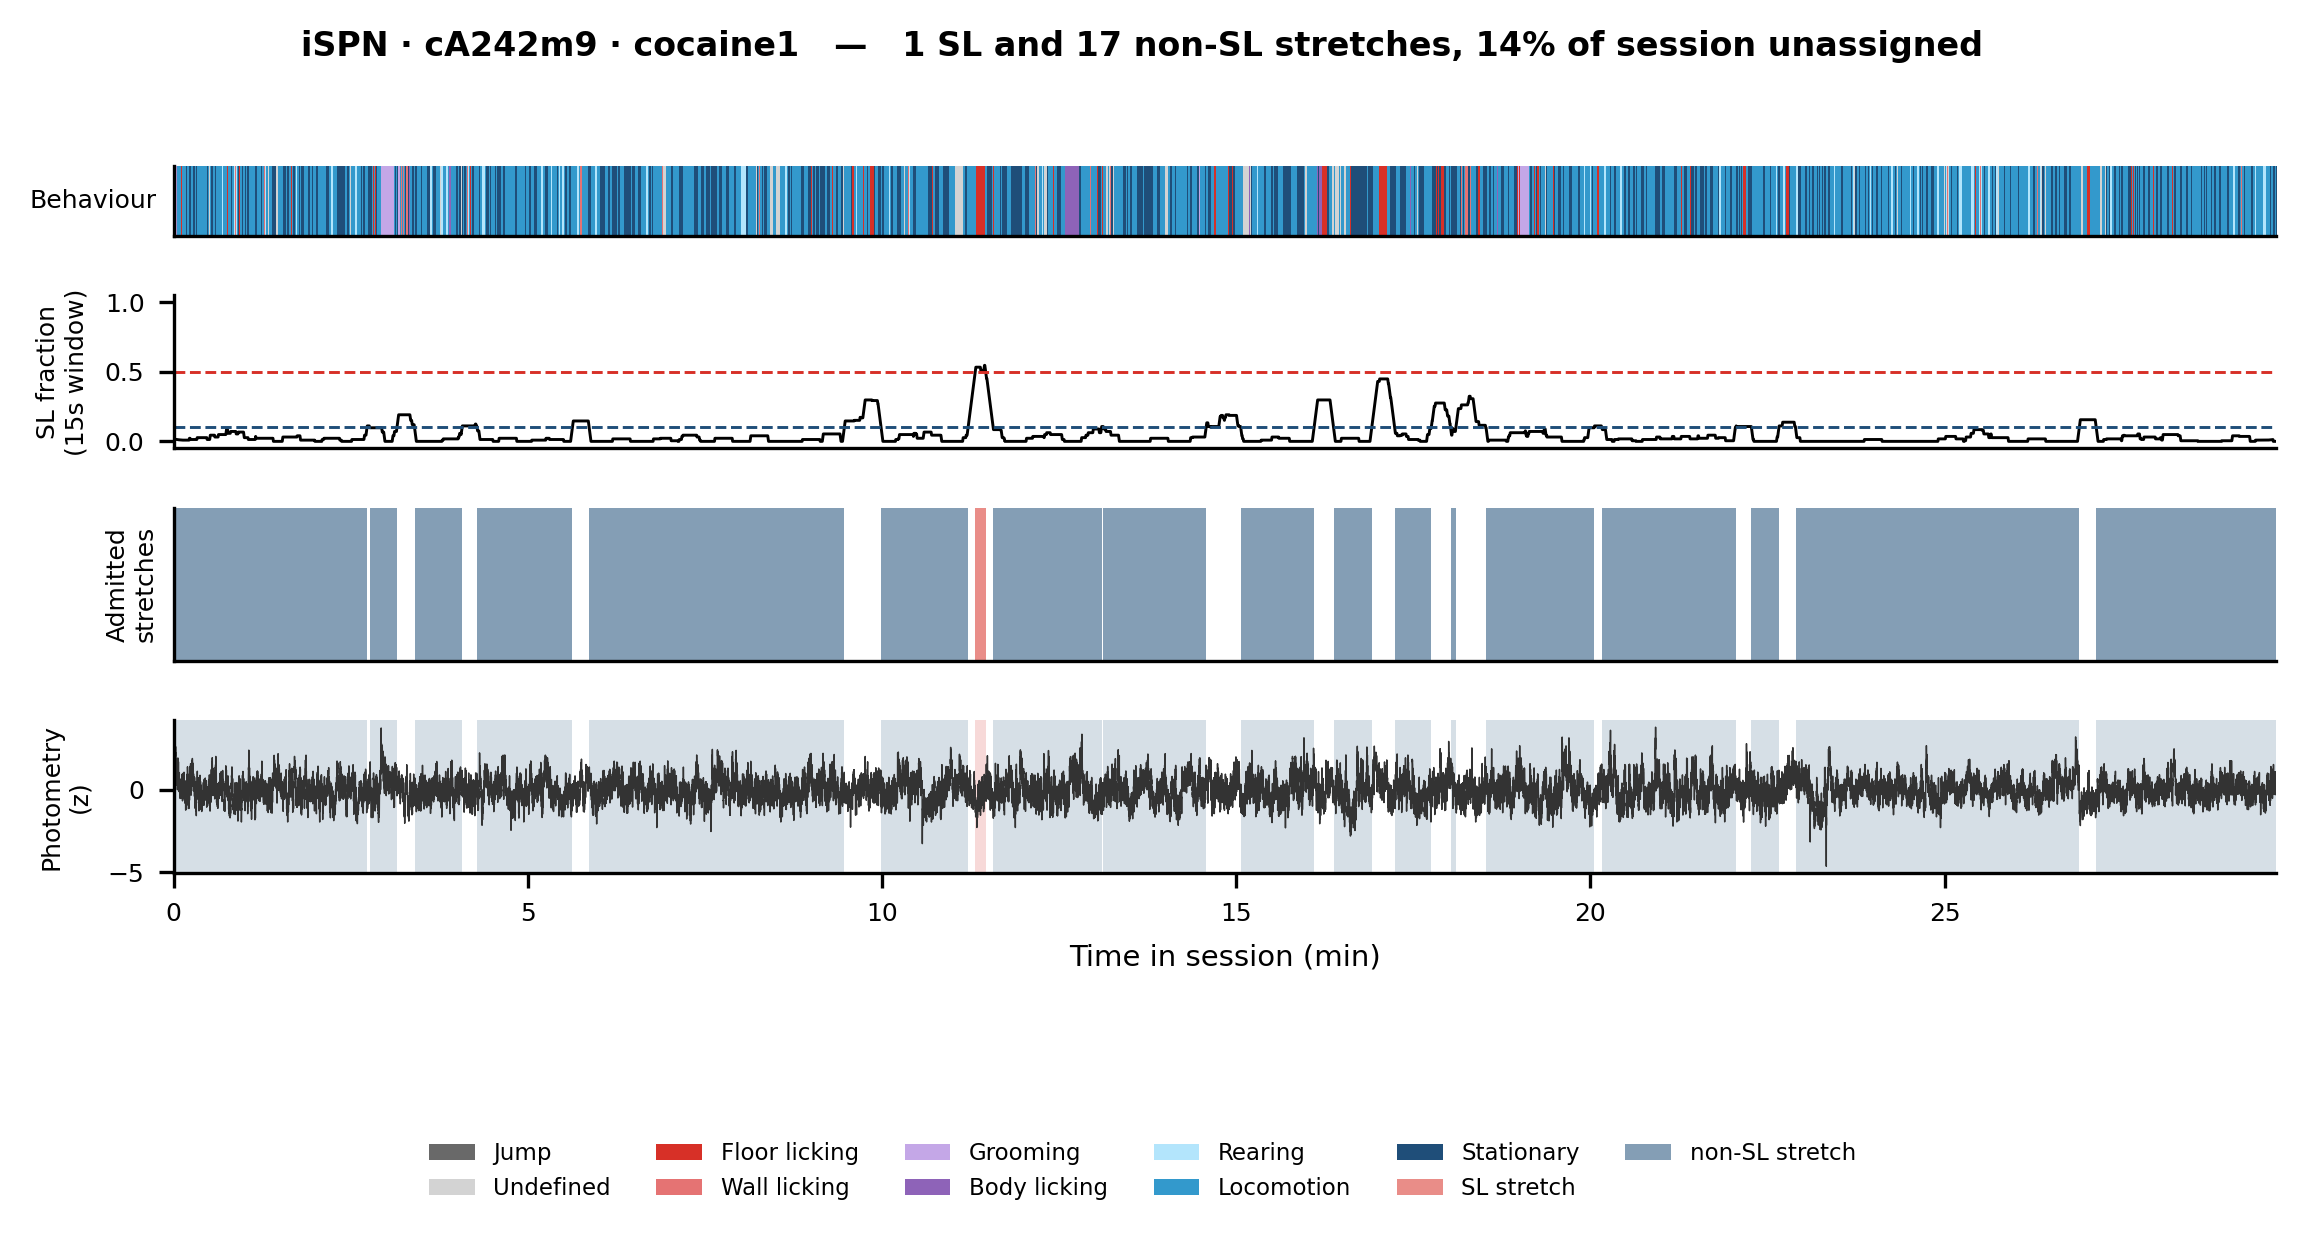 iSPN · cA242m9 · cocaine1 — 1 SL and 17 non-SL stretches, 14% of session unassigned
Behaviour
SL fraction
(15s window)
1.0
0.5
0.0
Admitted
stretches
Photometry
(z)
0
−5
0 5 10 15 20 25
Time in session (min)
Jump Floor licking Grooming Rearing Stationary non-SL stretch
Undefined Wall licking Body licking Locomotion SL stretch